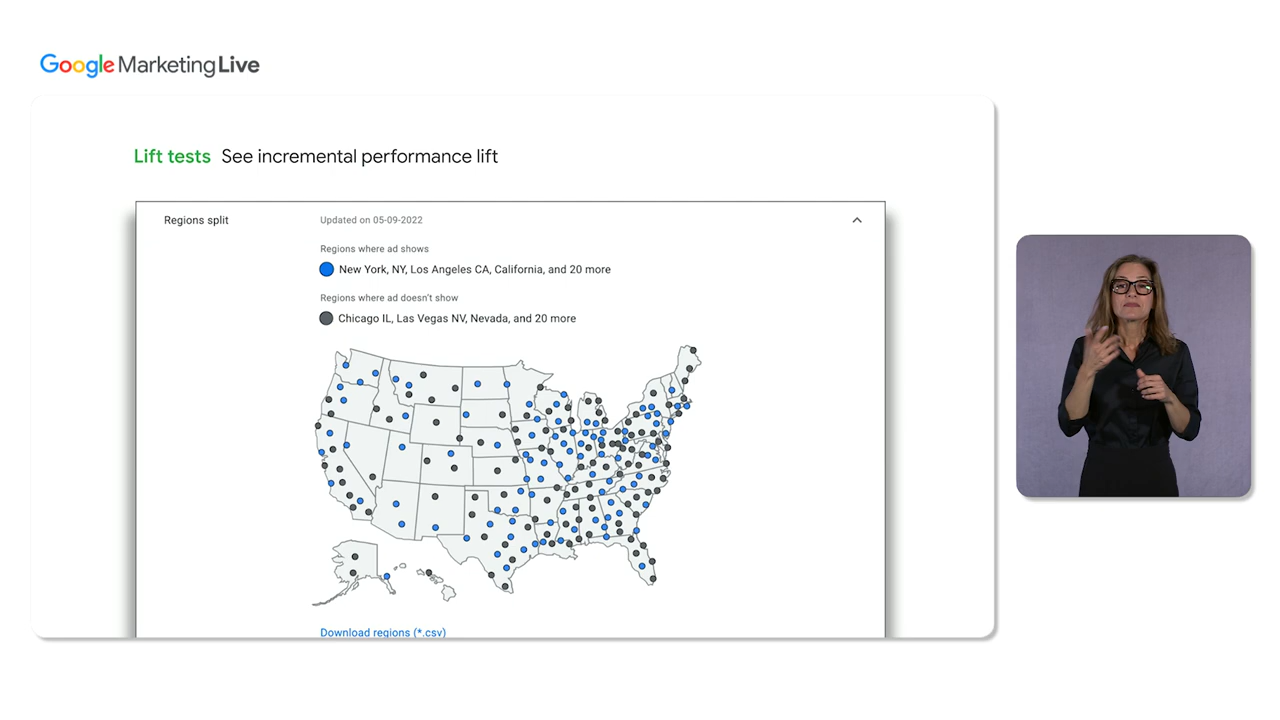 Google Marketing Live
Lift tests See incremental performance lift
Regions split
Updated on 05-09-2022
Regions where ad shows
New York, NY, Los Angeles CA, California, and 20 more
Regions where ad doesn't show
Chicago IL, Las Vegas NV, Nevada, and 20 more
Download regions (*.csv)